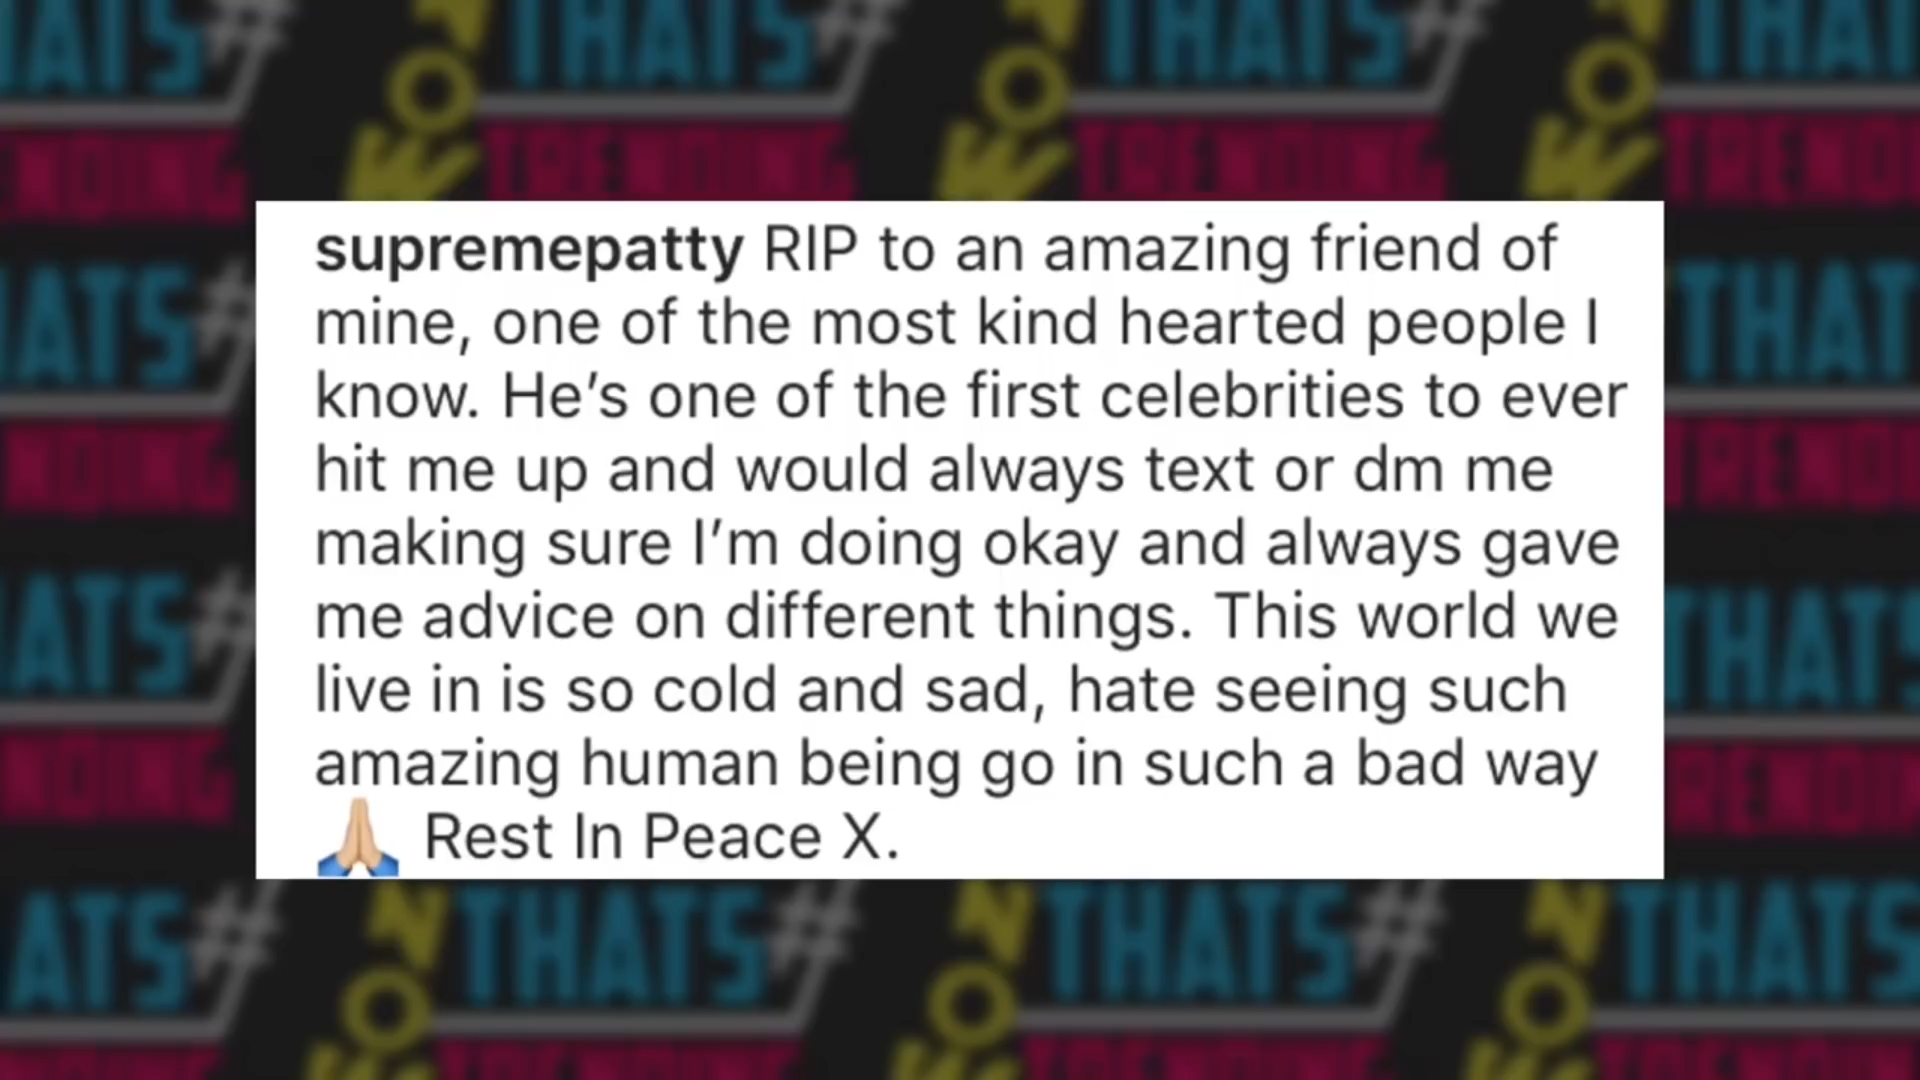 supremepatty RIP to an amazing friend of
mine, one of the most kind hearted people I
know. He’s one of the first celebrities to ever
hit me up and would always text or dm me
making sure I’m doing okay and always gave
me advice on different things. This world we
live in is so cold and sad, hate seeing such
amazing human being go in such a bad way
🙏🏼 Rest In Peace X.
THATS#
NOW
TRENDING